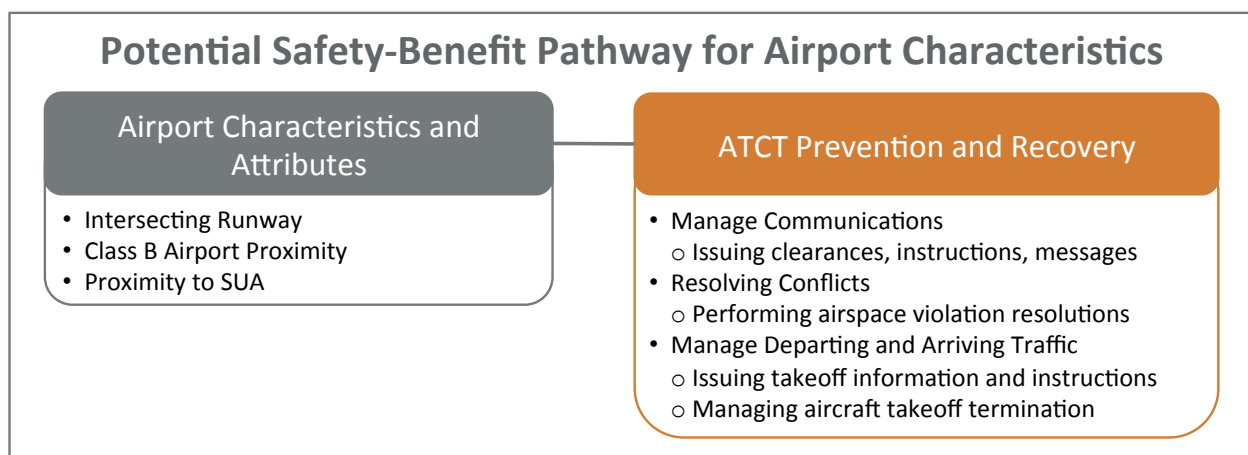 Potential Safety-Benefit Pathway for Airport Characteristics
Airport Characteristics and
Attributes
• Intersecting Runway
• Class B Airport Proximity
• Proximity to SUA
ATCT Prevention and Recovery
• Manage Communications
o Issuing clearances, instructions, messages
• Resolving Conflicts
o Performing airspace violation resolutions
• Manage Departing and Arriving Traffic
o Issuing takeoff information and instructions
o Managing aircraft takeoff termination